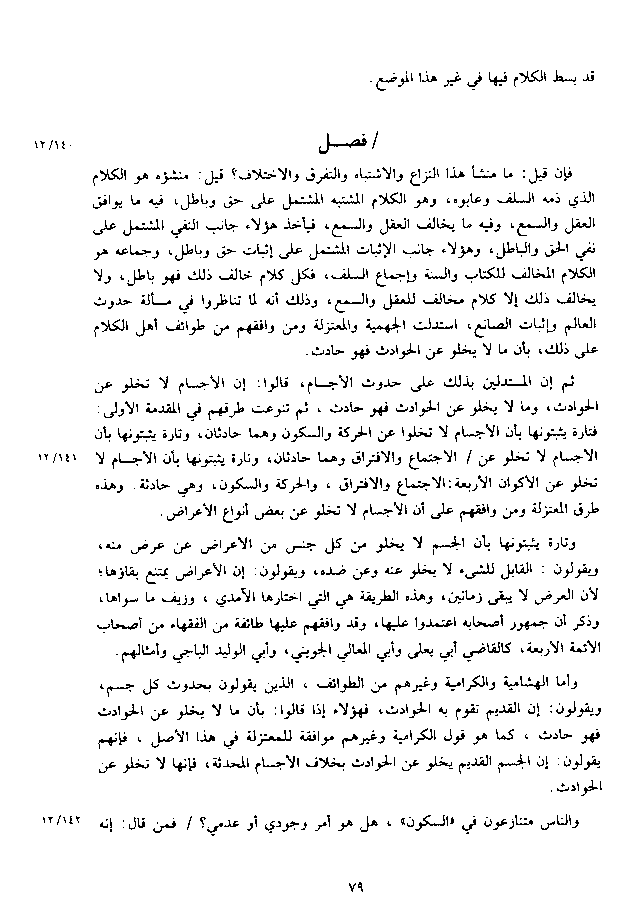 قد بسط الكلام فيها في غير هذا الموضع .
/ فصـــل
١٢/١٤٠
فإن قيل: ما منشأ هذا النزاع والاشتباه والتفرق والاختلاف؟ قيل: منشؤه هو الكلام
الذي ذمه السلف وعابوه، وهو الكلام المشتبه المشتمل على حق وباطل، فيه ما يوافق
العقل والسمع، وفيه ما يخالف العقل والسمع، فيأخذ هؤلاء جانب النفي المشتمل على
نفي الحق والباطل، وهؤلاء جانب الإثبات المشتمل على إثبات حق وباطل، وجماعه هو
الكلام المخالف للكتاب والسنة وإجماع السلف، فكل كلام خالف ذلك فهو باطل، ولا
يخالف ذلك إلا كلام مخالف للعقل والسمع، وذلك أنه لما تناظروا في مسألة حدوث
العالم وإثبات الصانع، استدلت الجهمية والمعتزلة ومن وافقهم من طوائف أهل الكلام
على ذلك، بأن ما لا يخلو عن الحوادث فهو حادث.
ثم إن المستدلين بذلك على حدوث الأجسام، قالوا: إن الأجسام لا تخلو عن
الحوادث، وما لا يخلو عن الحوادث فهو حادث ، ثم تنوعت طرقهم في المقدمة الأولى:
فتارة يثبتونها بأن الأجسام لا تخلوا عن الحركة والسكون وهما حادثان، وتارة يثبتونها بأن
الأجسام لا تخلو عن / الاجتماع والافتراق وهما حادثان، وتارة يثبتونها بأن الأجسام لا
١٢/١٤١
تخلو عن الأكوان الأربعة:الاجتماع والافتراق ، والحركة والسكون، وهي حادثة. وهذه
طرق المعتزلة ومن وافقهم على أن الأجسام لا تخلو عن بعض أنواع الأعراض.
وتارة يثبتونها بأن الجسم لا يخلو من كل جنس من الأعراض عن عرض منه،
ويقولون : القابل للشيء لا يخلو عنه وعن ضده، ويقولون: إن الأعراض يمتنع بقاؤها؛
لأن العرض لا يبقى زمانين، وهذه الطريقة هي التي اختارها الآمدي ، وزيف ما سواها،
وذكر أن جمهور أصحابه اعتمدوا عليها، وقد وافقهم عليها طائفة من الفقهاء من أصحاب
الأئمة الأربعة، كالقاضي أبي يعلى وأبي المعالي الجويني، وأبي الوليد الباجي وأمثالهم.
وأما الهشامية والكرامية وغيرهم من الطوائف ، الذين يقولون بحدوث كل جسم،
ويقولون: إن القديم تقوم به الحوادث، فهؤلاء إذا قالوا: بأن ما لا يخلو عن الحوادث
فهو حادث ، كما هو قول الكرامية وغيرهم موافقة للمعتزلة في هذا الأصل ، فإنهم
يقولون: إن الجسم القديم يخلو عن الحوادث بخلاف الأجسام المحدثة، فإنها لا تخلو عن
الحوادث.
والناس متنازعون في «السكون» ، هل هو أمر وجودي أو عدمي؟ / فمن قال: إنه
١٢/١٤٢
٧٩